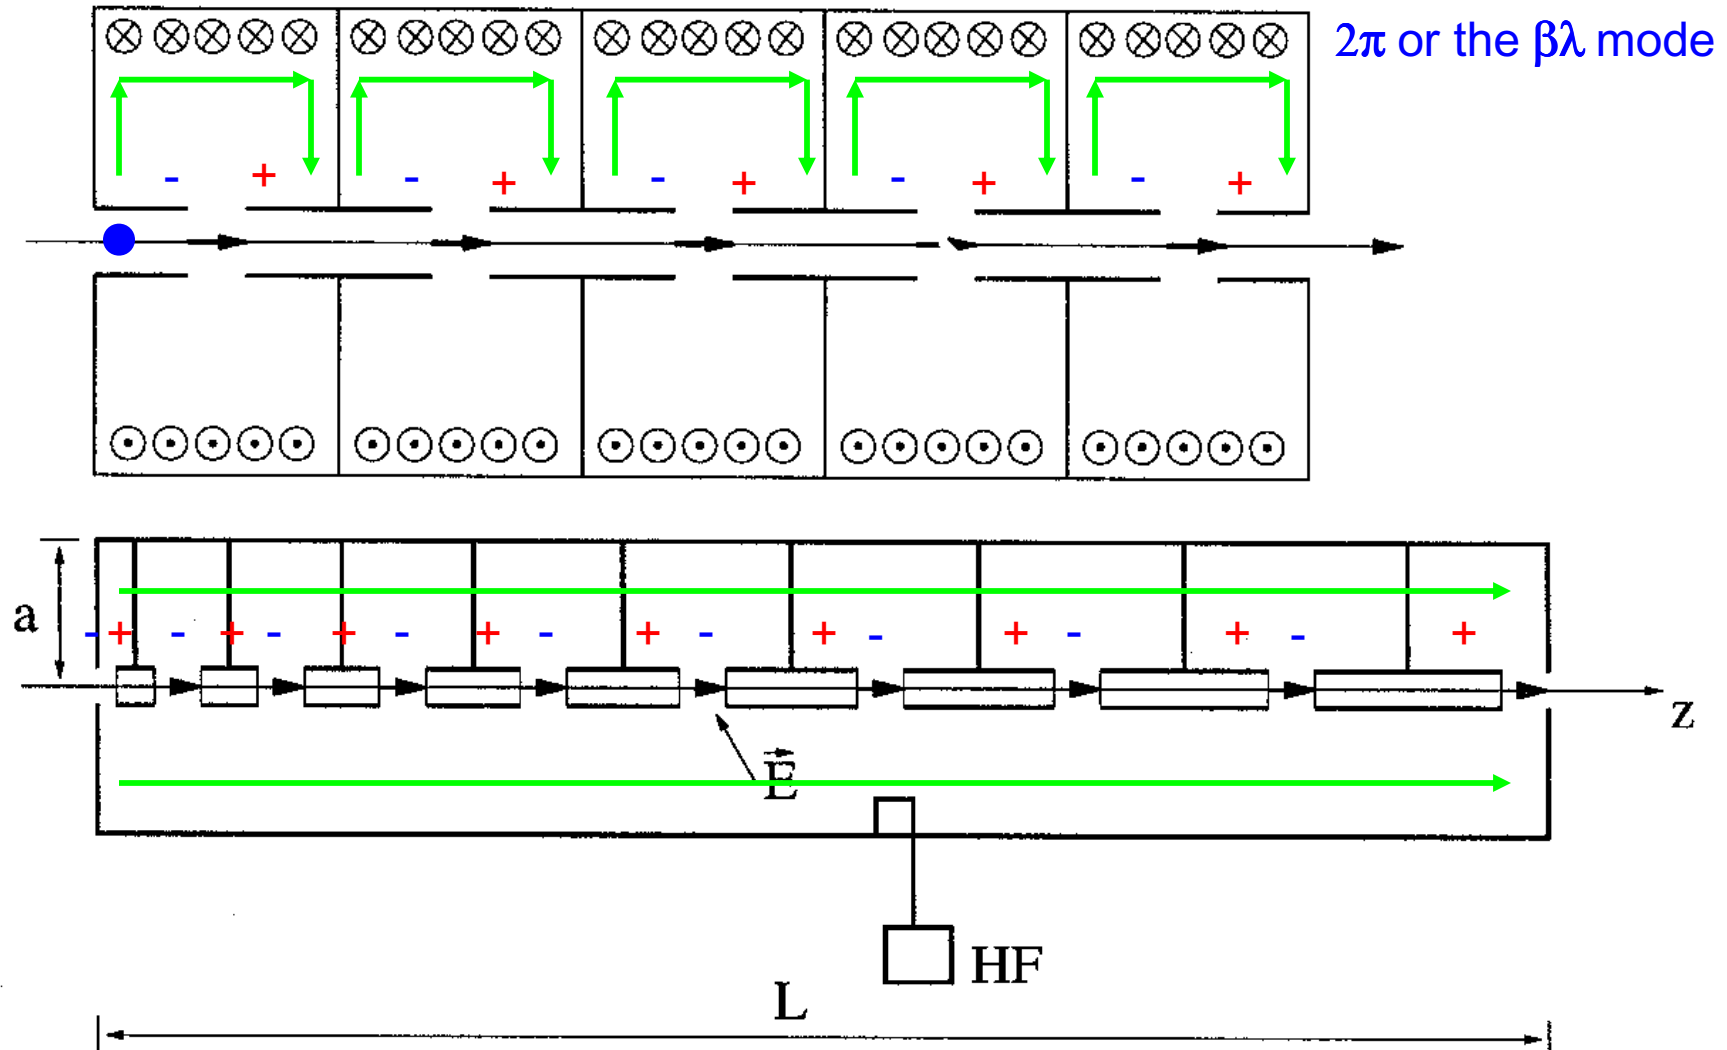 2π or the βλ mode
- + - + - + - + - +
a
- + - + - + - + - + - + - + - + - + - +
z
E
HF
L